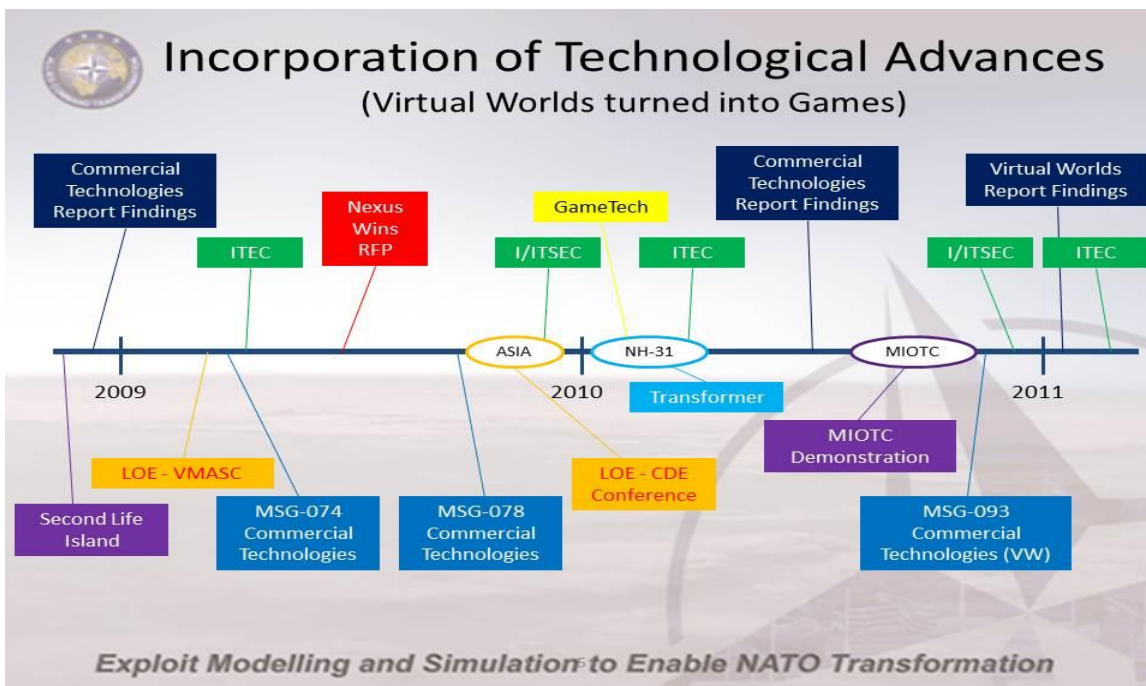 Incorporation of Technological Advances
(Virtual Worlds turned into Games)
Commercial
Technologies
Report Findings
ITEC
Nexus
Wins
RFP
I/ITSEC
GameTech
ITEC
Commercial
Technologies
Report Findings
I/ITSEC
Virtual Worlds
Report Findings
ITEC
ASIA
NH-31
MIOTC
2009
2010
2011
Transformer
Second Life
Island
LOE - VMASC
MSG-074
Commercial
Technologies
MSG-078
Commercial
Technologies
LOE - CDE
Conference
MIOTC
Demonstration
MSG-093
Commercial
Technologies (VW)
5
Exploit Modelling and Simulation to Enable NATO Transformation